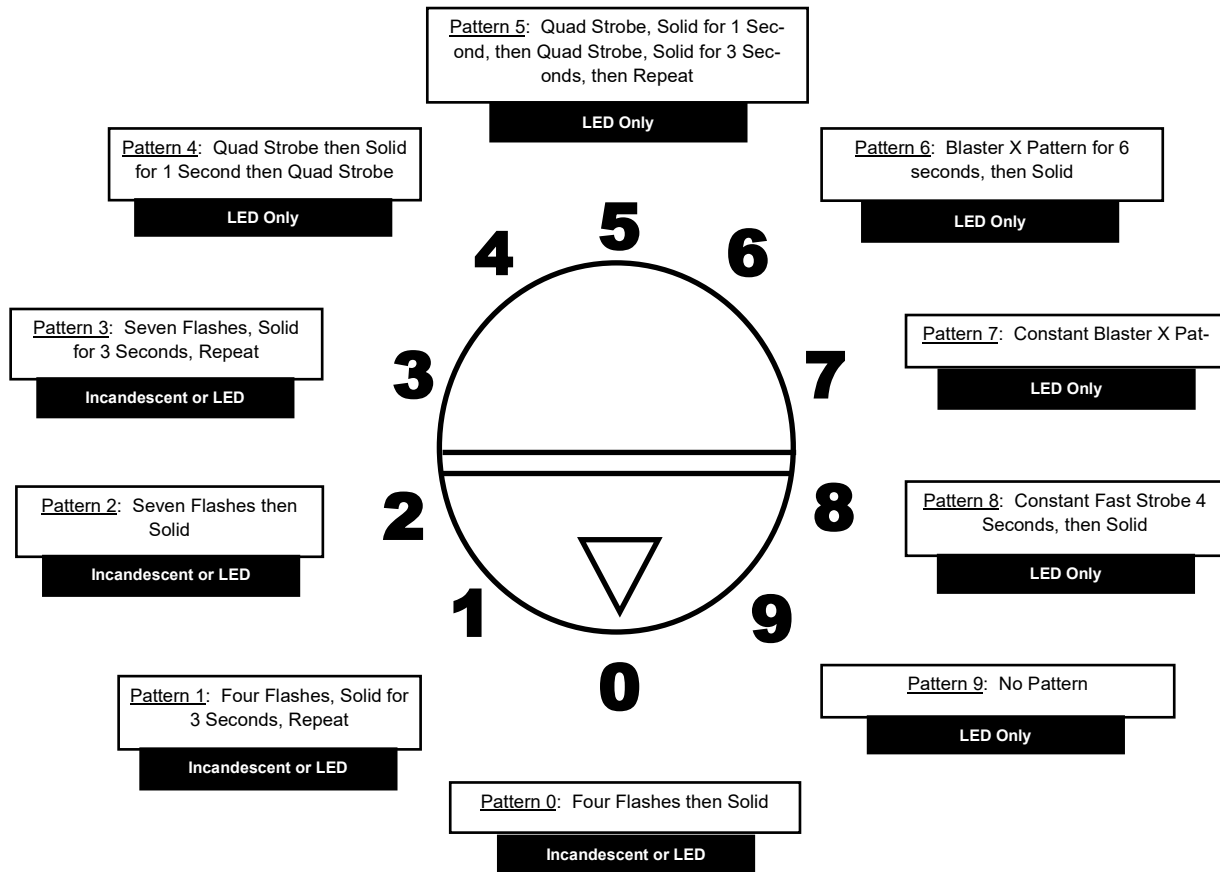 Pattern 5: Quad Strobe, Solid for 1 Sec-
ond, then Quad Strobe, Solid for 3 Sec-
onds, then Repeat
LED Only
Pattern 4: Quad Strobe then Solid
for 1 Second then Quad Strobe
LED Only
Pattern 6: Blaster X Pattern for 6
seconds, then Solid
LED Only
5
4
6
Pattern 3: Seven Flashes, Solid
for 3 Seconds, Repeat
Incandescent or LED
3
7
Pattern 7: Constant Blaster X Pat-
LED Only
Pattern 2: Seven Flashes then
Solid
Incandescent or LED
2
8
Pattern 8: Constant Fast Strobe 4
Seconds, then Solid
LED Only
1
9
0
Pattern 1: Four Flashes, Solid for
3 Seconds, Repeat
Incandescent or LED
Pattern 9: No Pattern
LED Only
Pattern 0: Four Flashes then Solid
Incandescent or LED